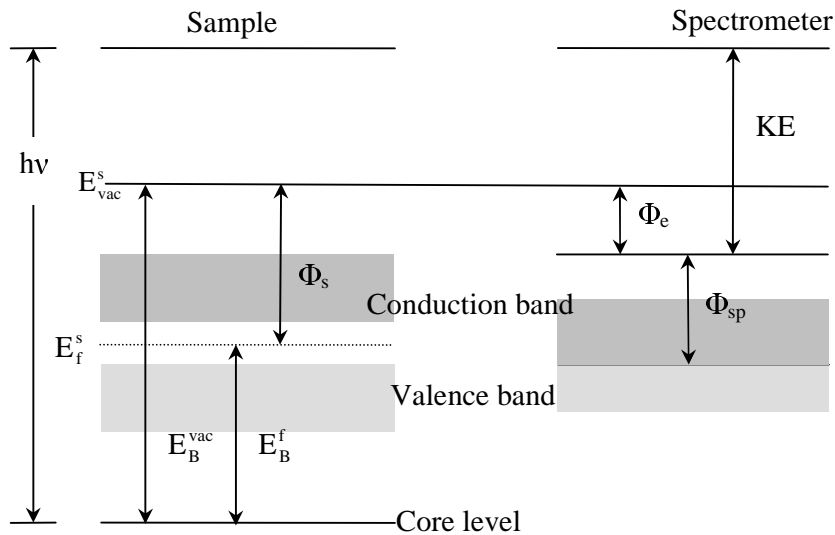 Sample
Spectrometer
KE
hν
E^s_vac
Φ_e
Φ_s
Conduction band
Φ_sp
E^s_f
Valence band
E^vac_B
E^f_B
Core level